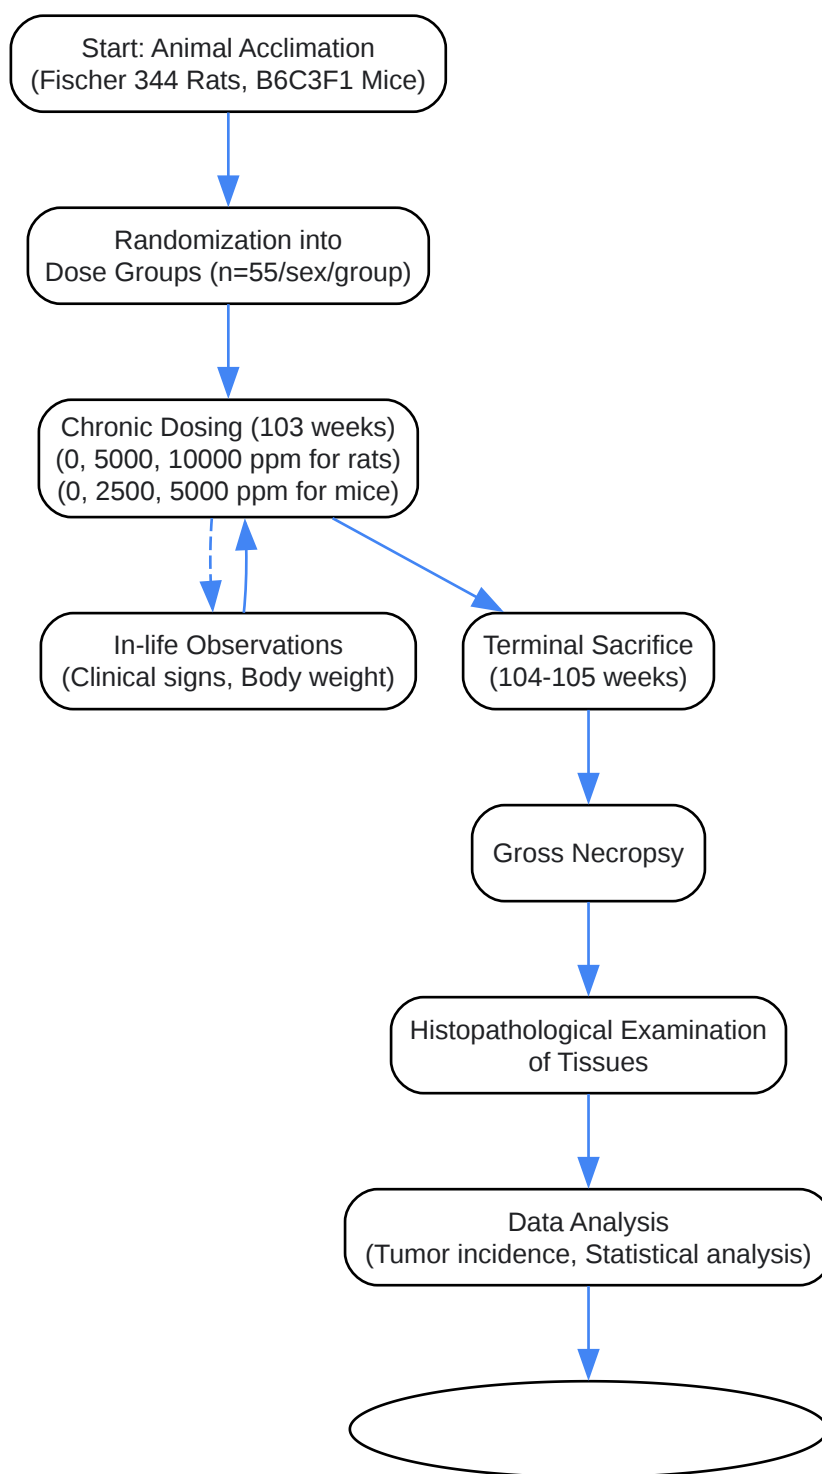 Start: Animal Acclimation
(Fischer 344 Rats, B6C3F1 Mice)
Randomization into
Dose Groups (n=55/sex/group)
Chronic Dosing (103 weeks)
(0, 5000, 10000 ppm for rats)
(0, 2500, 5000 ppm for mice)
In-life Observations
(Clinical signs, Body weight)
Terminal Sacrifice
(104-105 weeks)
Gross Necropsy
Histopathological Examination
of Tissues
Data Analysis
(Tumor incidence, Statistical analysis)